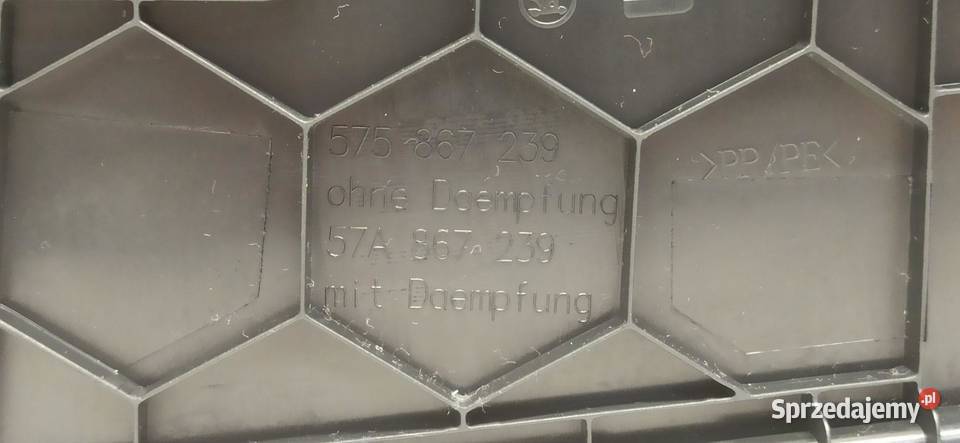 575 867 239
ohne Daempfung
57A 867 239
mit Daempfung
>PP/PE<
Sprzedajemy.pl